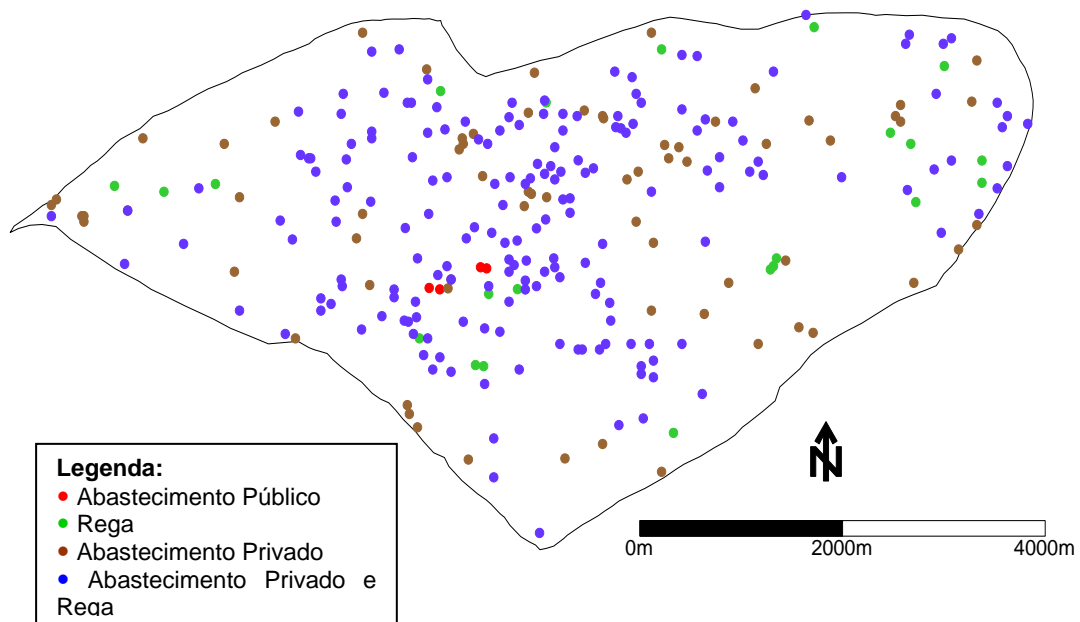 Legenda:
Abastecimento Público
Rega
Abastecimento Privado
Abastecimento Privado e
Rega
N
0m 2000m 4000m